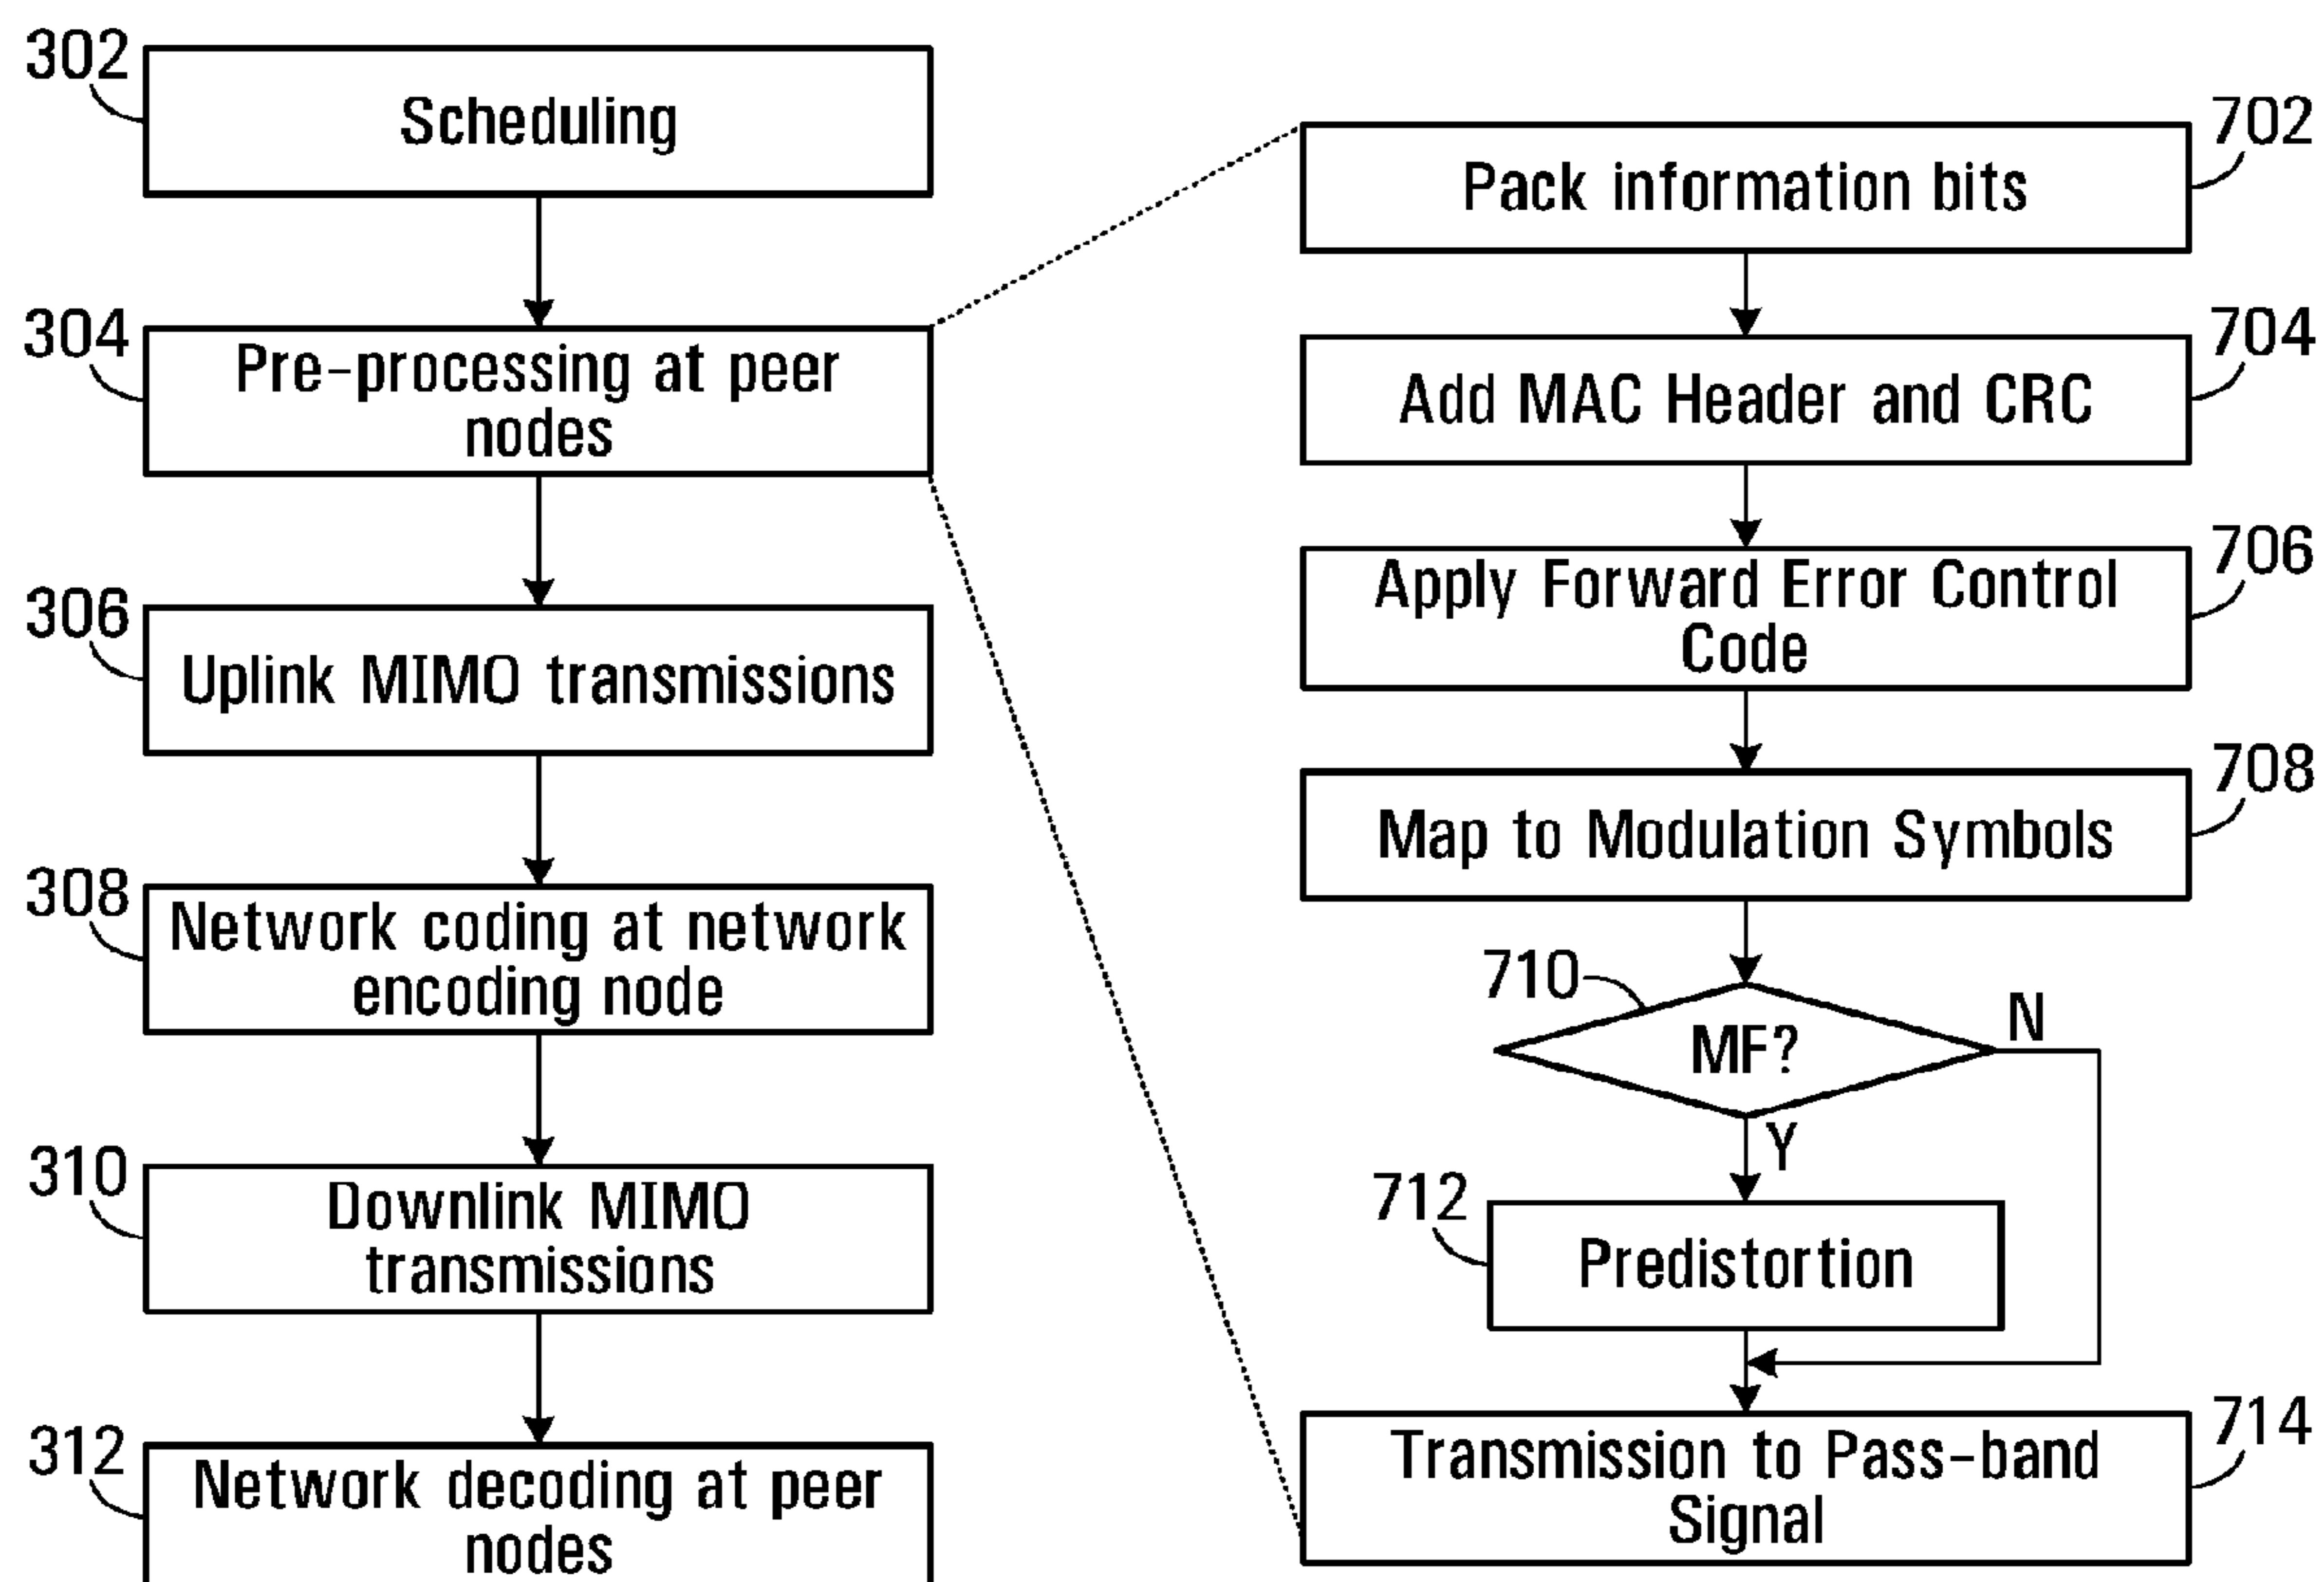 302
Scheduling
304
Pre-processing at peer
nodes
306
Uplink MIMO transmissions
308
Network coding at network
encoding node
310
Downlink MIMO
transmissions
312
Network decoding at peer
nodes
702
Pack information bits
704
Add MAC Header and CRC
706
Apply Forward Error Control
Code
708
Map to Modulation Symbols
710
MF?
N
Y
712
Predistortion
714
Transmission to Pass-band
Signal